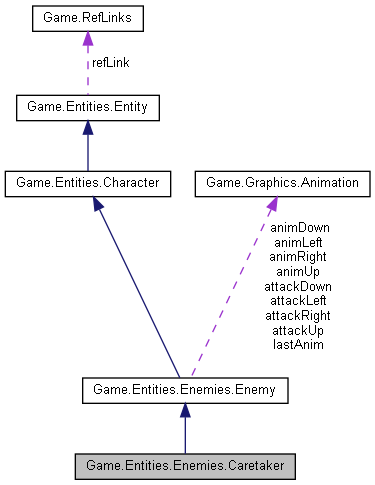 Game.RefLinks
refLink
Game.Entities.Entity
Game.Entities.Character
Game.Graphics.Animation
animDown
animLeft
animRight
animUp
attackDown
attackLeft
attackRight
attackUp
lastAnim
Game.Entities.Enemies.Enemy
Game.Entities.Enemies.Caretaker